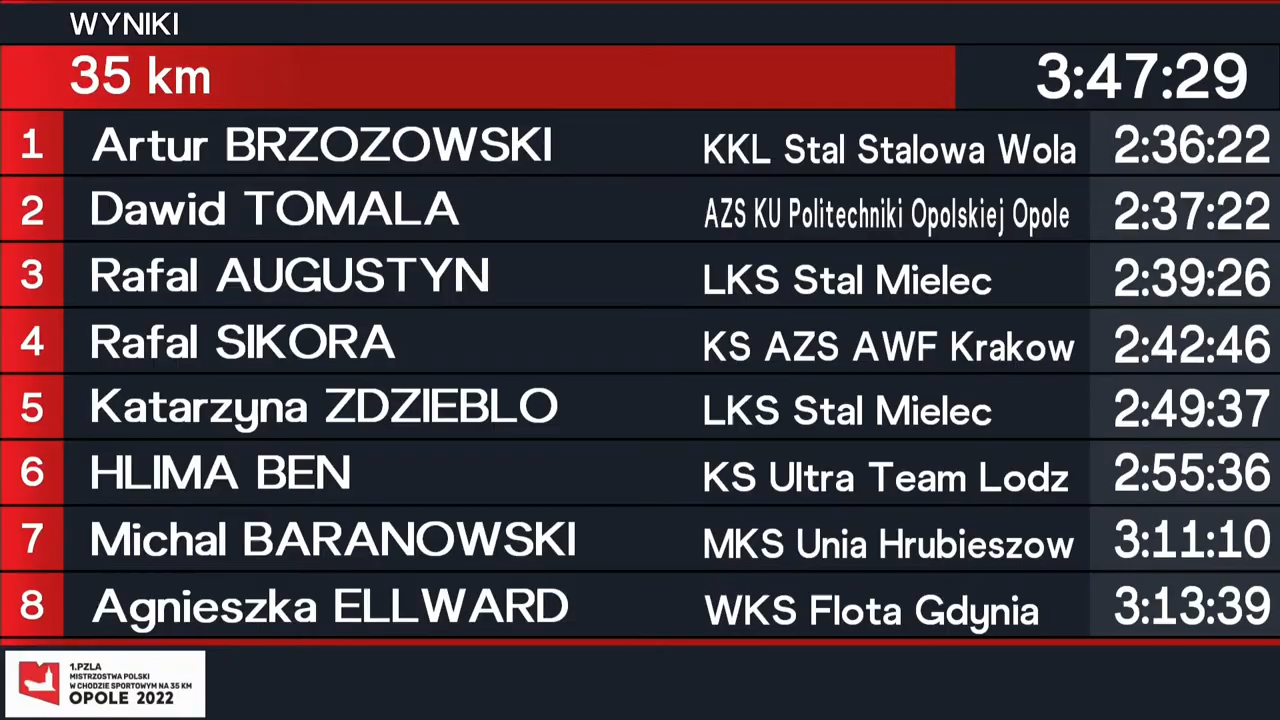 WYNIKI
35 km 3:47:29
1 Artur BRZOZOWSKI KKL Stal Stalowa Wola 2:36:22
2 Dawid TOMALA AZS KU Politechniki Opolskiej Opole 2:37:22
3 Rafal AUGUSTYN LKS Stal Mielec 2:39:26
4 Rafal SIKORA KS AZS AWF Krakow 2:42:46
5 Katarzyna ZDZIEBLO LKS Stal Mielec 2:49:37
6 HLIMA BEN KS Ultra Team Lodz 2:55:36
7 Michal BARANOWSKI MKS Unia Hrubieszow 3:11:10
8 Agnieszka ELLWARD WKS Flota Gdynia 3:13:39
1.PZLA
MISTRZOSTWA POLSKI
W CHODZIE SPORTOWYM NA 35 KM
OPOLE 2022